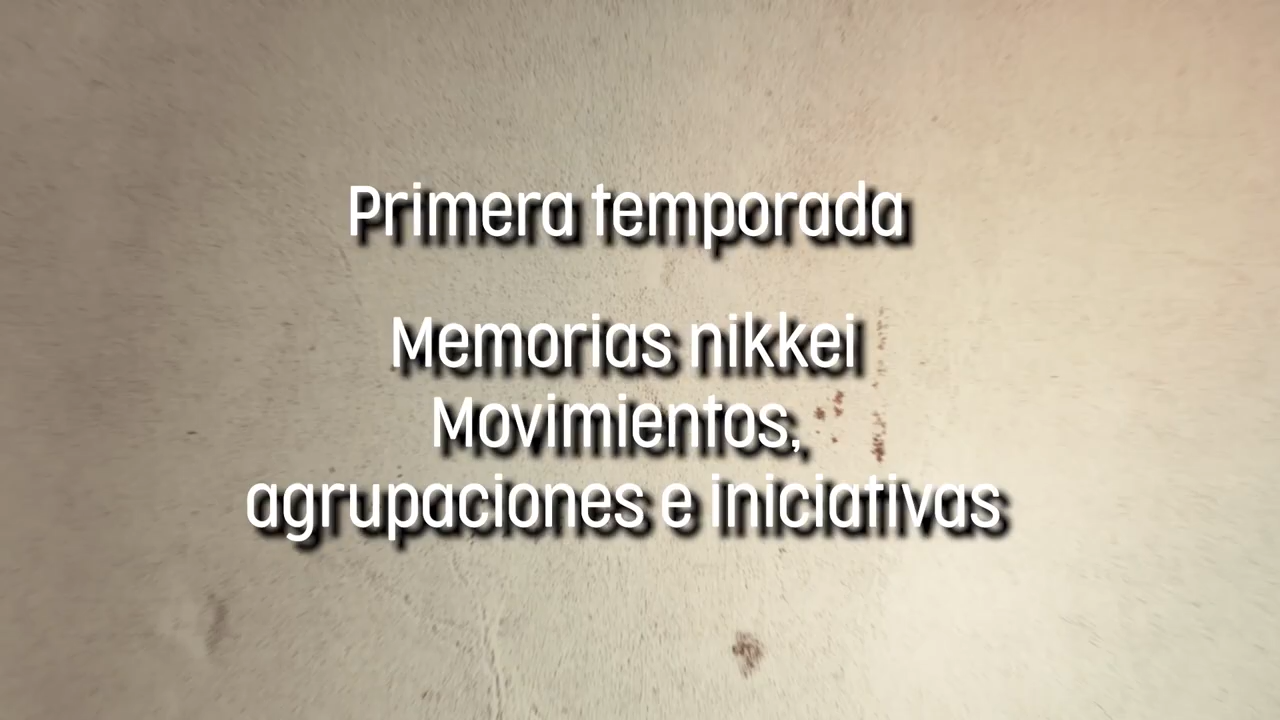 Primera temporada
Memorias nikkei
Movimientos,
agrupaciones e iniciativas